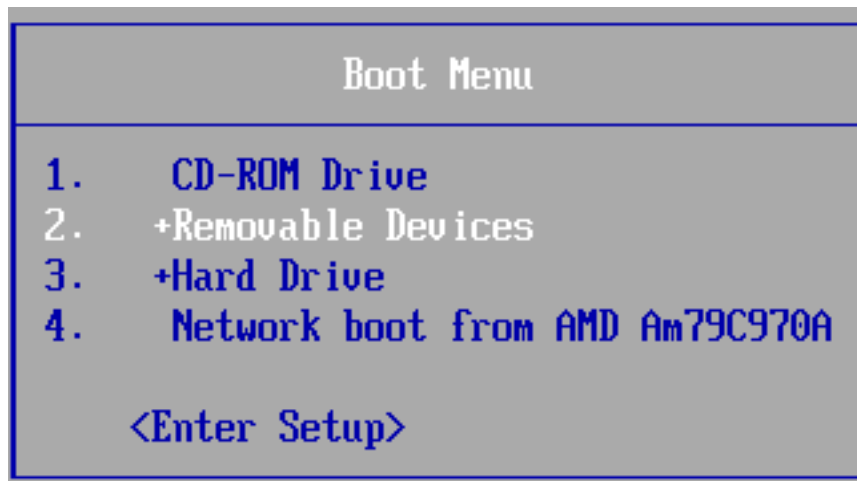 Boot Menu
1. CD-ROM Drive
2. +Removable Devices
3. +Hard Drive
4. Network boot from AMD Am79C970A
<Enter Setup>